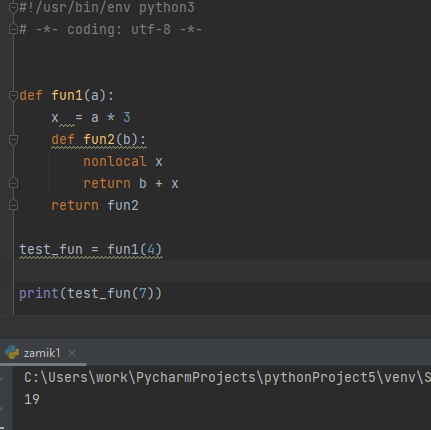 #!/usr/bin/env python3
# -*- coding: utf-8 -*-
def fun1(a):
    x  = a * 3
    def fun2(b):
        nonlocal x
        return b + x
    return fun2
test_fun = fun1(4)
print(test_fun(7))
zamik1 ×
C:\Users\work\PycharmProjects\pythonProject5\venv\S
19